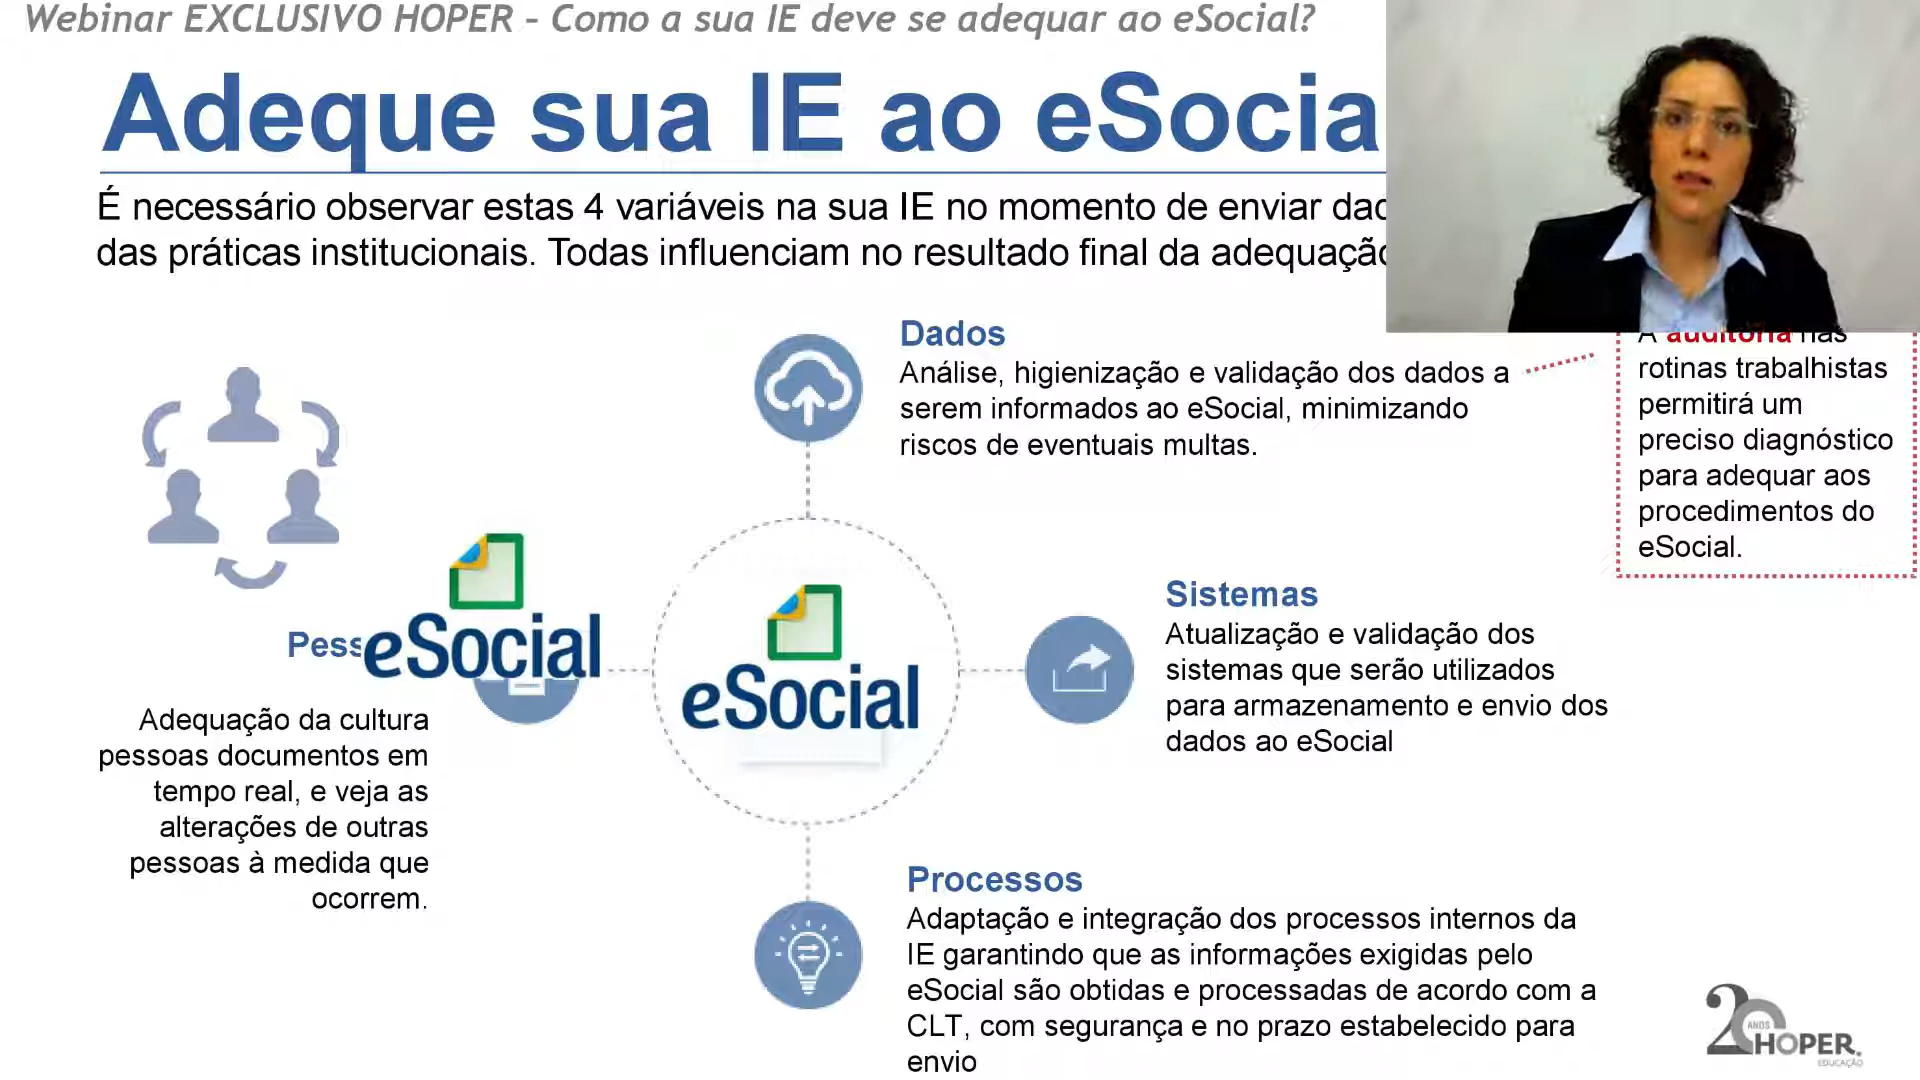 Webinar EXCLUSIVO HOPER – Como a sua IE deve se adequar ao eSocial?
Adeque sua IE ao eSocia
É necessário observar estas 4 variáveis na sua IE no momento de enviar
das práticas institucionais. Todas influenciam no resultado final da
Dados
Análise, higienização e validação dos dados a
serem informados ao eSocial, minimizando
riscos de eventuais multas.
A auditoria nas
rotinas trabalhistas
permitirá um
preciso diagnóstico
para adequar aos
procedimentos do
eSocial.
eSocial
Pess
Adequação da cultura
pessoas documentos em
tempo real, e veja as
alterações de outras
pessoas à medida que
ocorrem.
eSocial
Sistemas
Atualização e validação dos
sistemas que serão utilizados
para armazenamento e envio dos
dados ao eSocial
Processos
Adaptação e integração dos processos internos da
IE garantindo que as informações exigidas pelo
eSocial são obtidas e processadas de acordo com a
CLT, com segurança e no prazo estabelecido para
envio
20 ANOS
HOPER.
EDUCAÇÃO